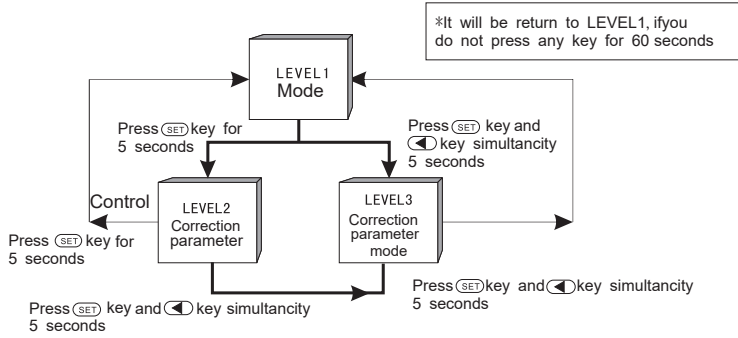 *It will be return to LEVEL1, ifyou
do not press any key for 60 seconds
LEVEL1
Mode
Press SET key for
5 seconds
Press SET key and
◀ key simultancity
5 seconds
Control
LEVEL2
Correction
parameter
LEVEL3
Correction
parameter
mode
Press SET key for
5 seconds
Press SET key and ◀ key simultancity
5 seconds
Press SET key and ◀ key simultancity
5 seconds